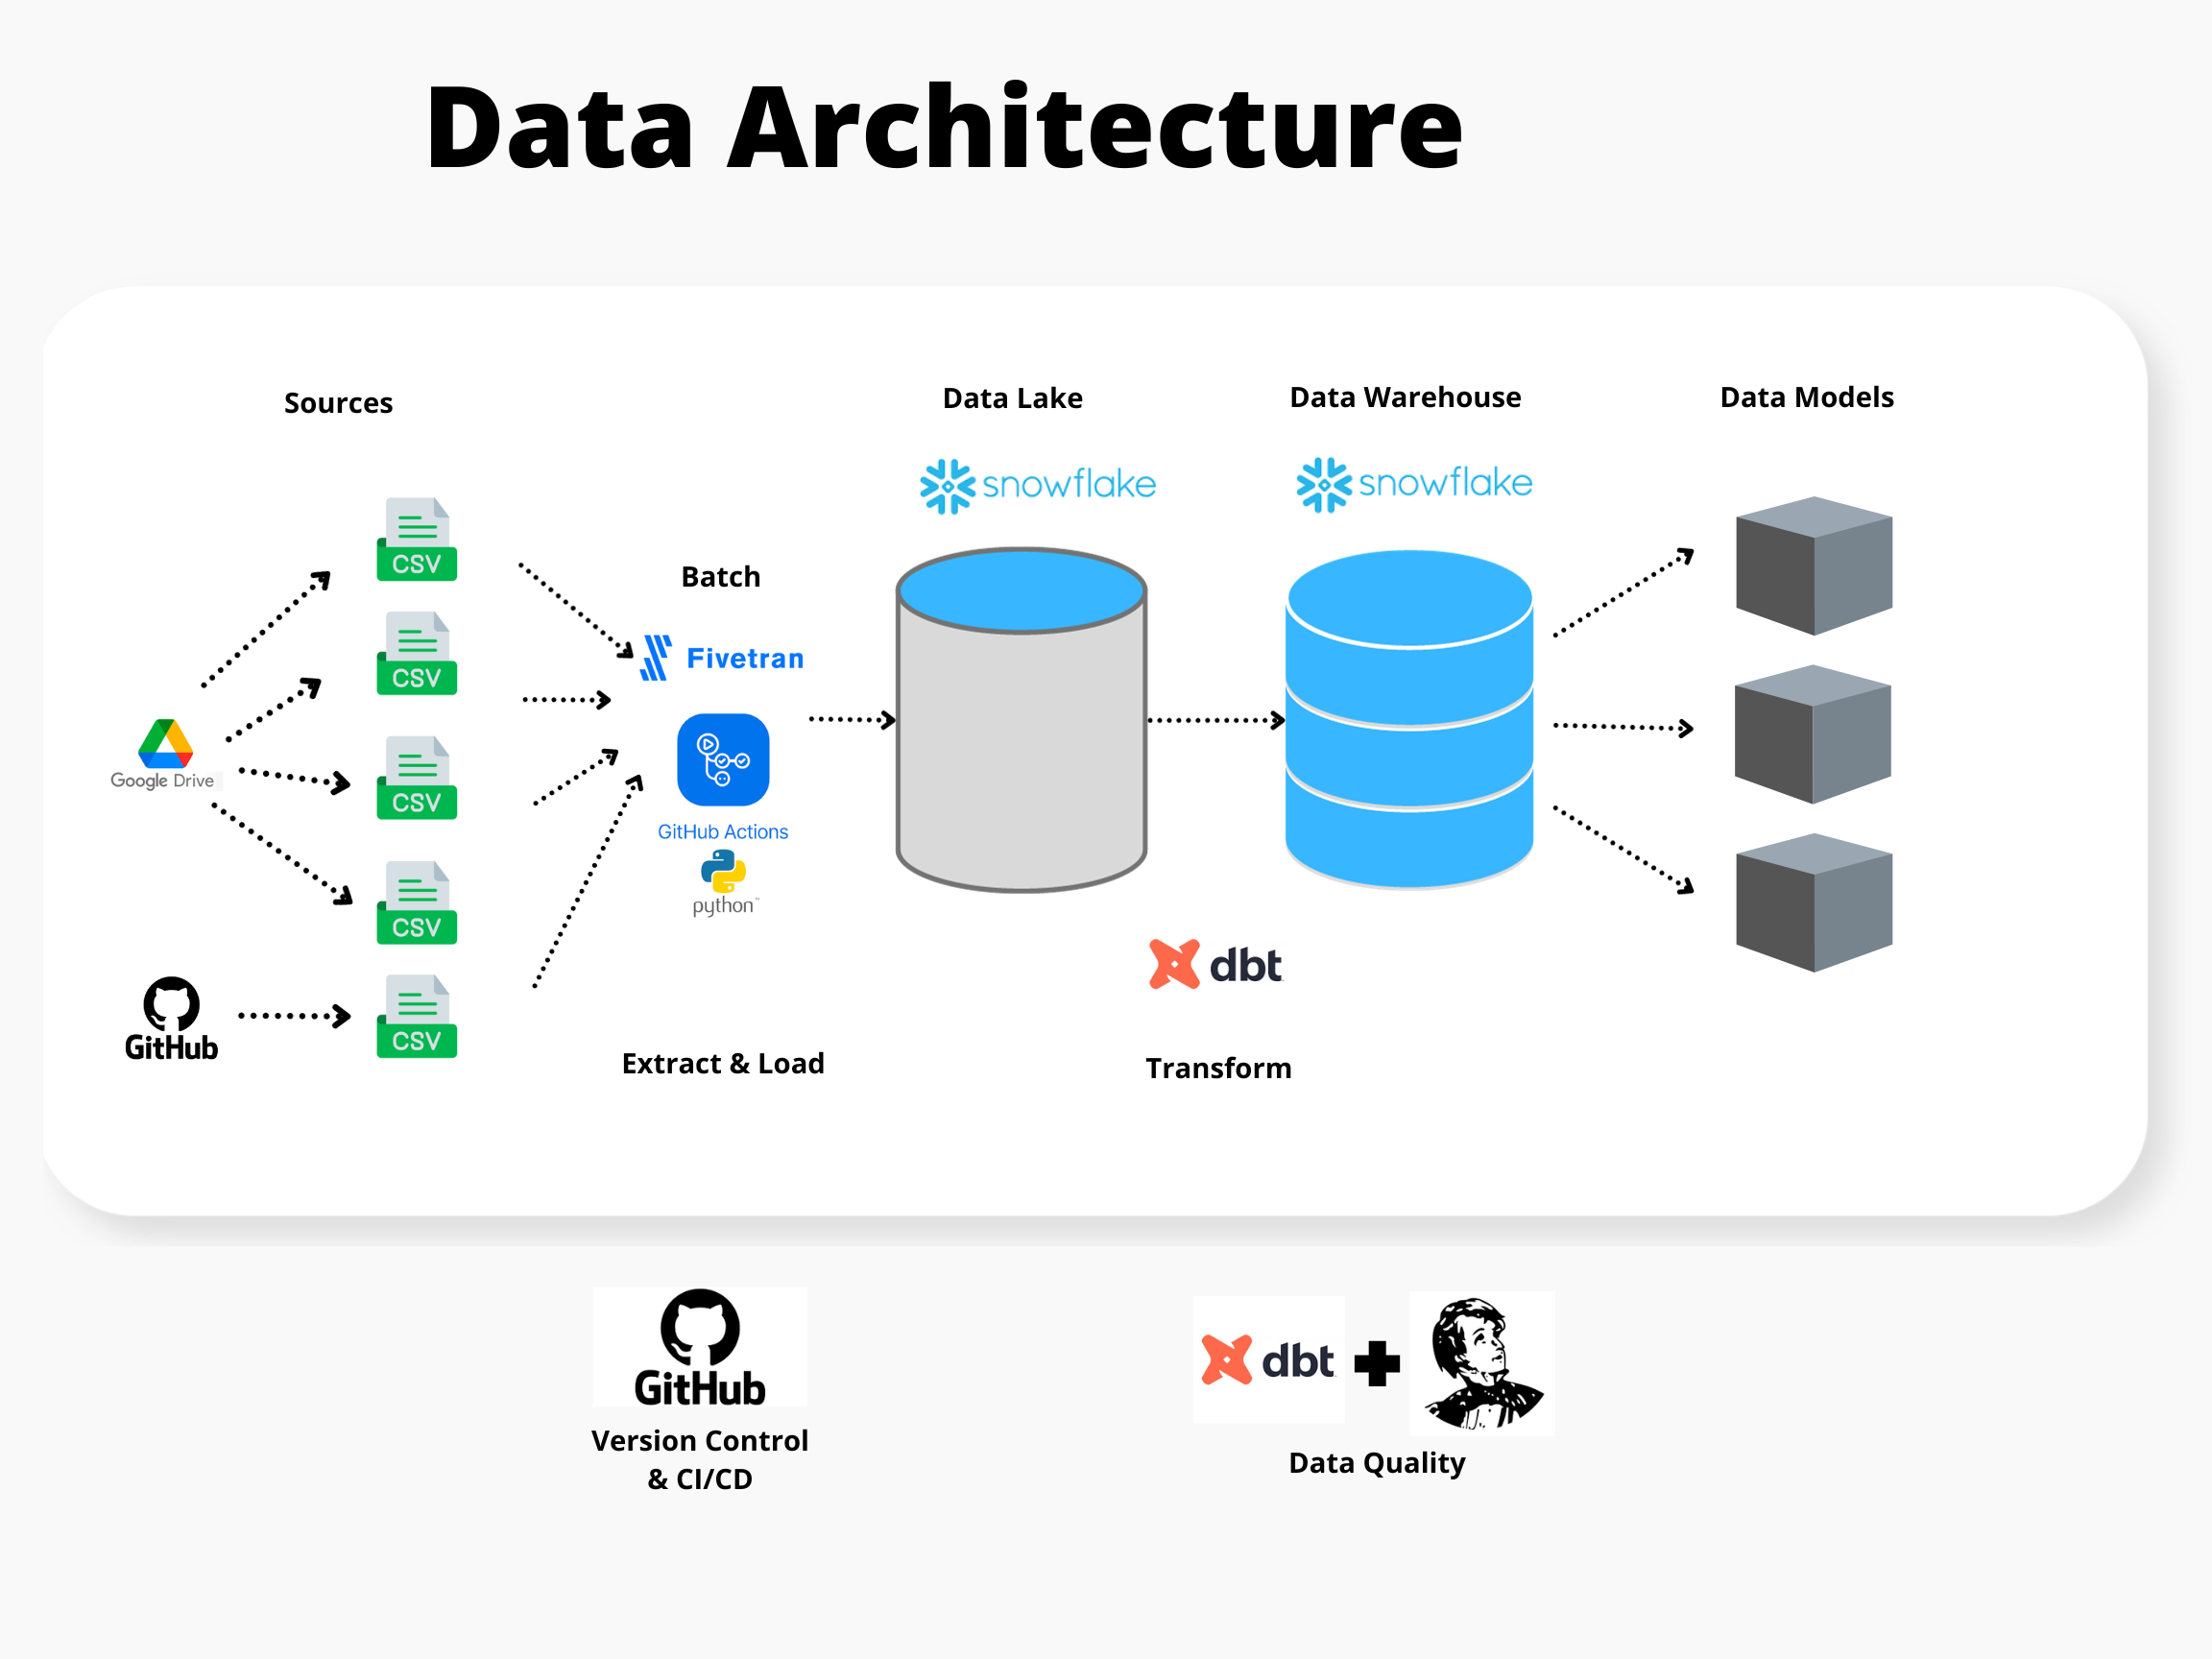 Data Architecture
Sources
Data Lake
Data Warehouse
Data Models
snowflake
snowflake
CSV
CSV
CSV
CSV
CSV
Google Drive
GitHub
Batch
Fivetran
GitHub Actions
python™
Extract & Load
dbt
Transform
GitHub
Version Control
& CI/CD
dbt
Data Quality